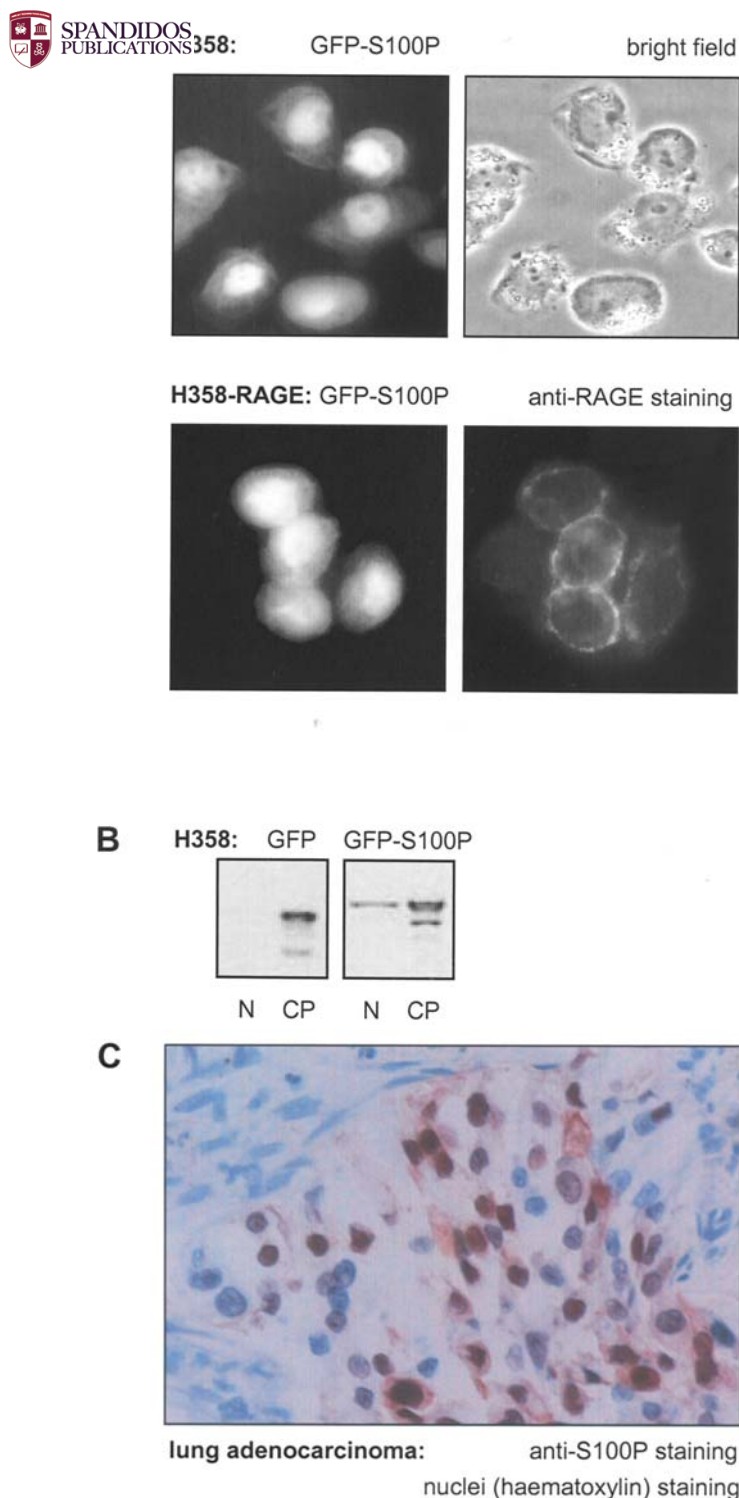 SPANDIDOS
PUBLICATIONS
358: GFP-S100P bright field
H358-RAGE: GFP-S100P anti-RAGE staining
B H358: GFP GFP-S100P
N CP N CP
C
lung adenocarcinoma: anti-S100P staining
nuclei (haematoxylin) staining